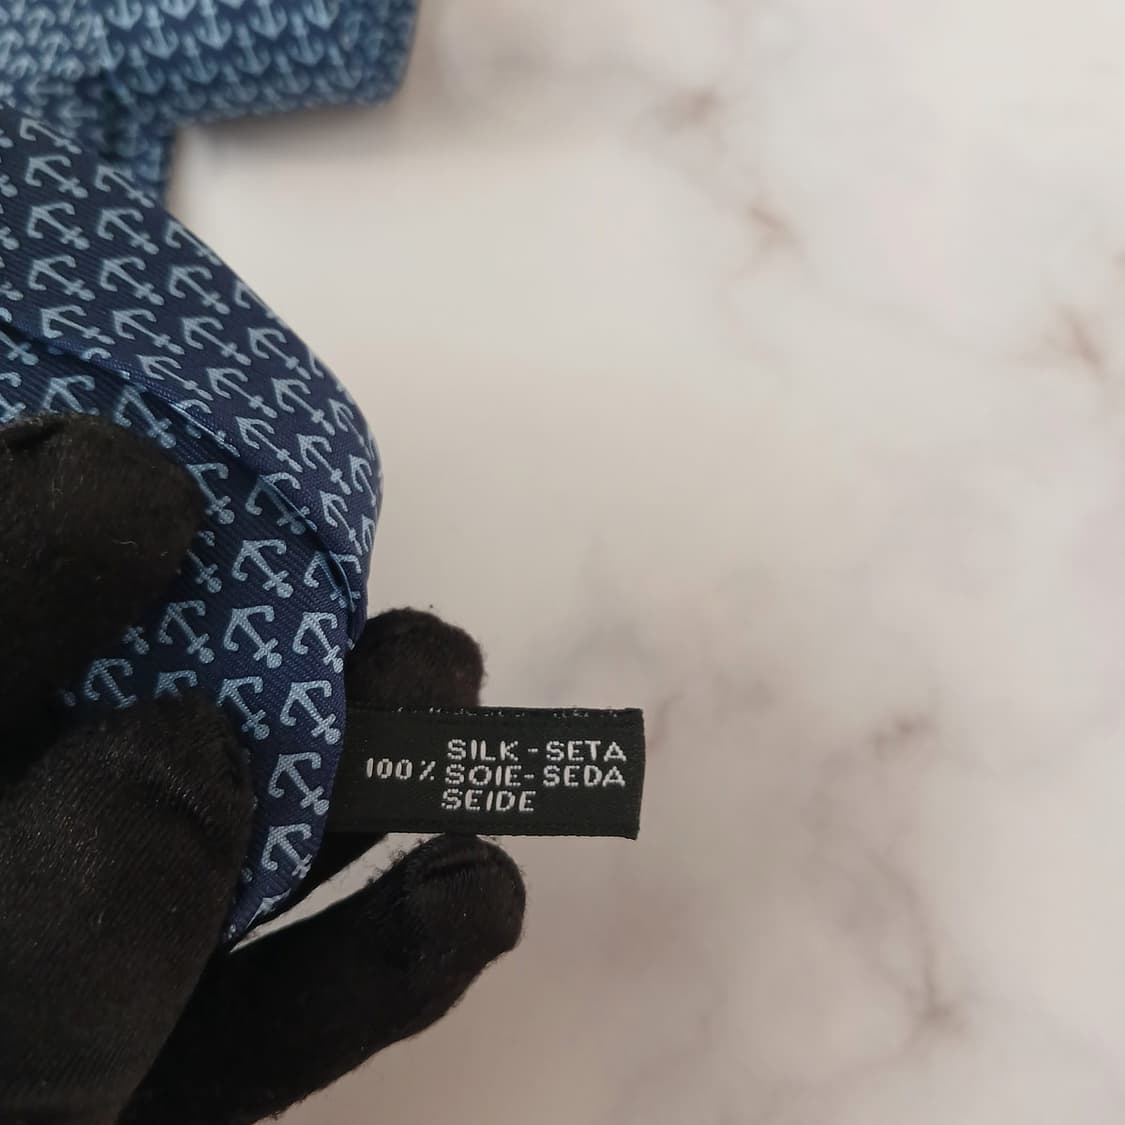 SILK - SETA
100% SOIE- SEDA
SEIDE